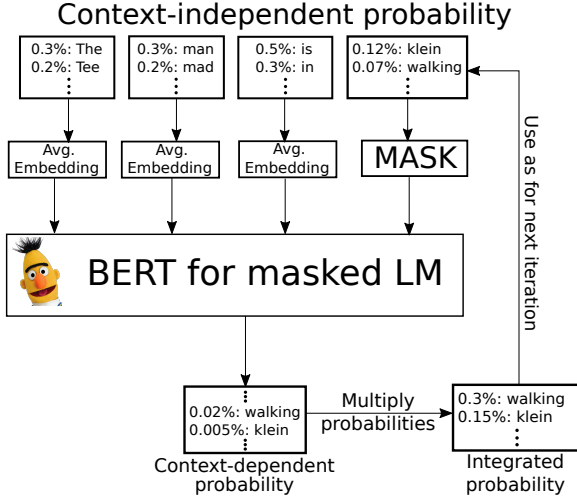 Context-independent probability
0.3%: The
0.2%: Tee
0.3%: man
0.2%: mad
0.5%: is
0.3%: in
0.12%: klein
0.07%: walking
Avg.
Embedding
Avg.
Embedding
Avg.
Embedding
MASK
Use as for next iteration
BERT for masked LM
0.02%: walking
0.005%: klein
Multiply
probabilities
0.3%: walking
0.15%: klein
Context-dependent
probability
Integrated
probability